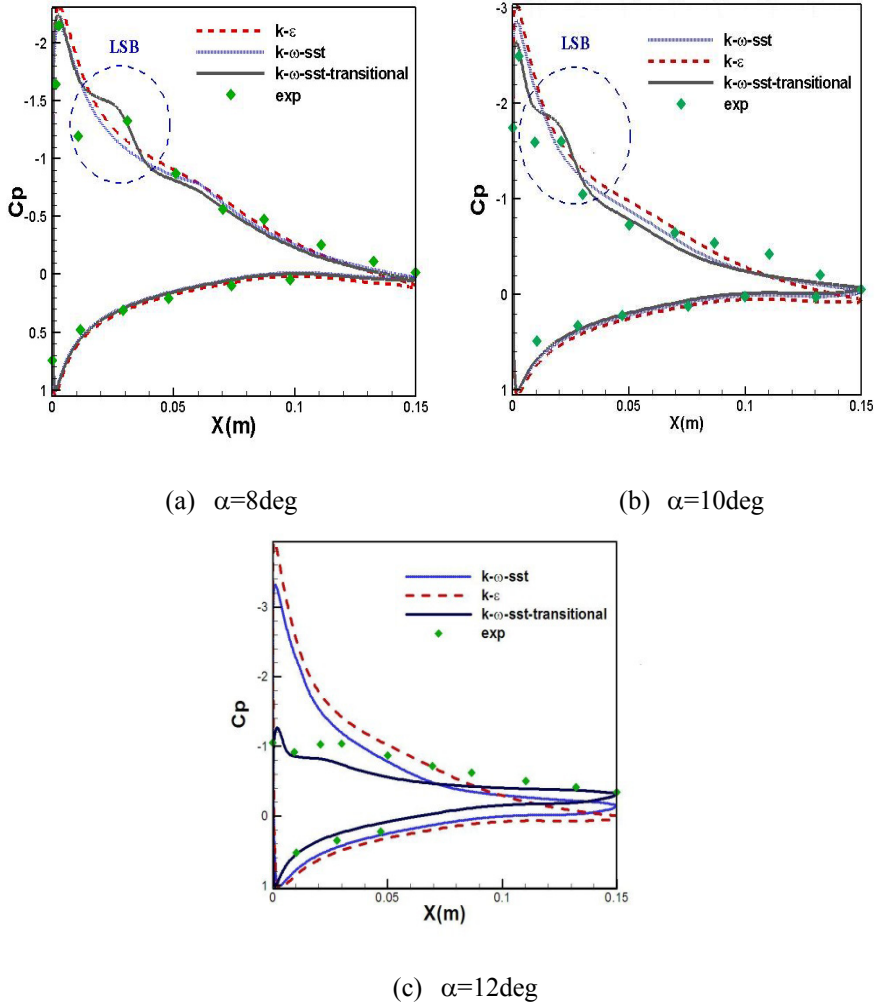 -2
-1.5
-1
-0.5
0
0.5
1
Cp
LSB
k-ε
k-ω-sst
k-ω-sst-transitional
exp
0
0.05
0.1
0.15
X(m)
(a) α=8deg
-3
-2
-1
0
1
Cp
LSB
k-ω-sst
k-ε
k-ω-sst-transitional
exp
0
0.05
0.1
0.15
X(m)
(b) α=10deg
-3
-2
-1
0
1
Cp
k-ω-sst
k-ε
k-ω-sst-transitional
exp
0
0.05
0.1
0.15
X(m)
(c) α=12deg